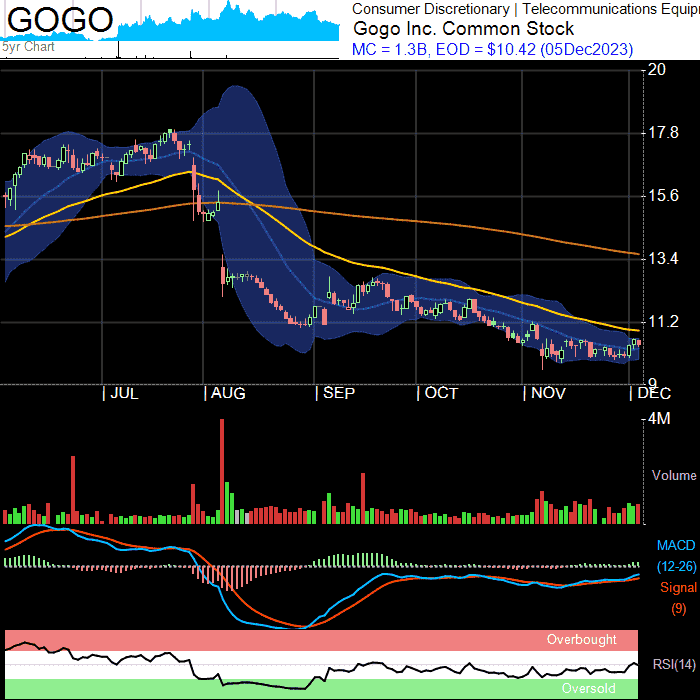 GOGO
5yr Chart
Consumer Discretionary | Telecommunications Equip
Gogo Inc. Common Stock
MC = 1.3B, EOD = $10.42 (05Dec2023)
20
17.8
15.6
13.4
11.2
9
JUL AUG SEP OCT NOV DEC
4M
Volume
MACD
(12-26)
Signal
(9)
Overbought
RSI(14)
Oversold